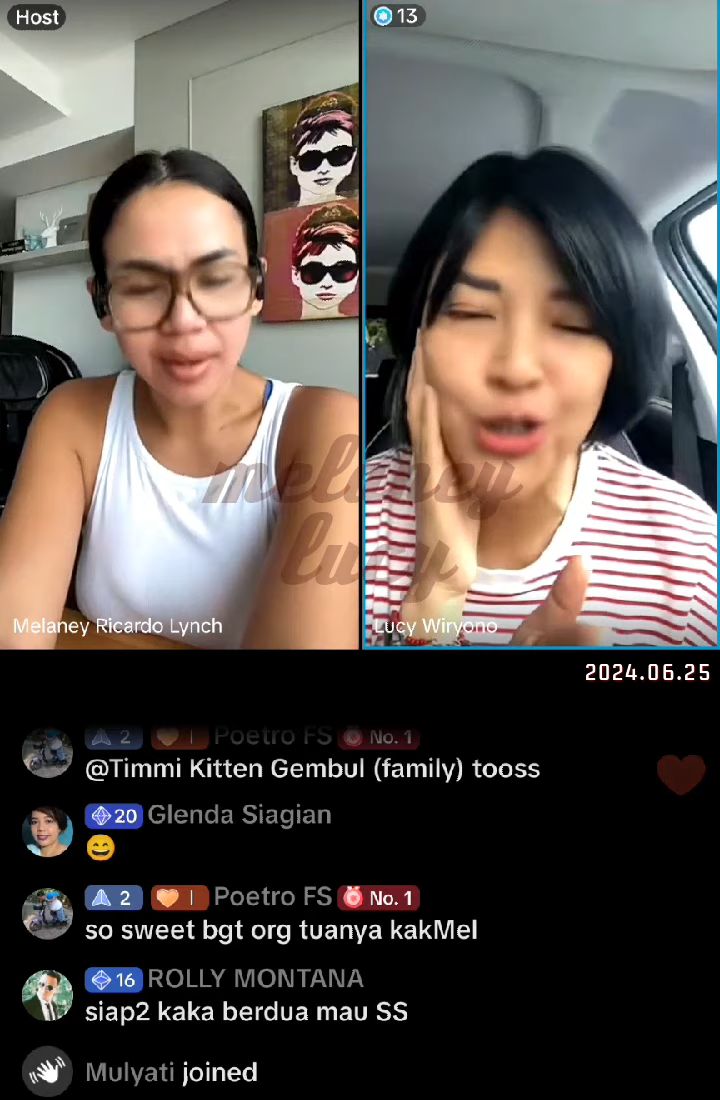 Host
13
melaney
lucy
Melaney Ricardo Lynch
Lucy Wiryono
2024.06.25
2 I Poetro FS No. 1
@Timmi Kitten Gembul (family) tooss
20 Glenda Siagian
2 I Poetro FS No. 1
so sweet bgt org tuanya kakMel
16 ROLLY MONTANA
siap2 kaka berdua mau SS
Mulyati joined